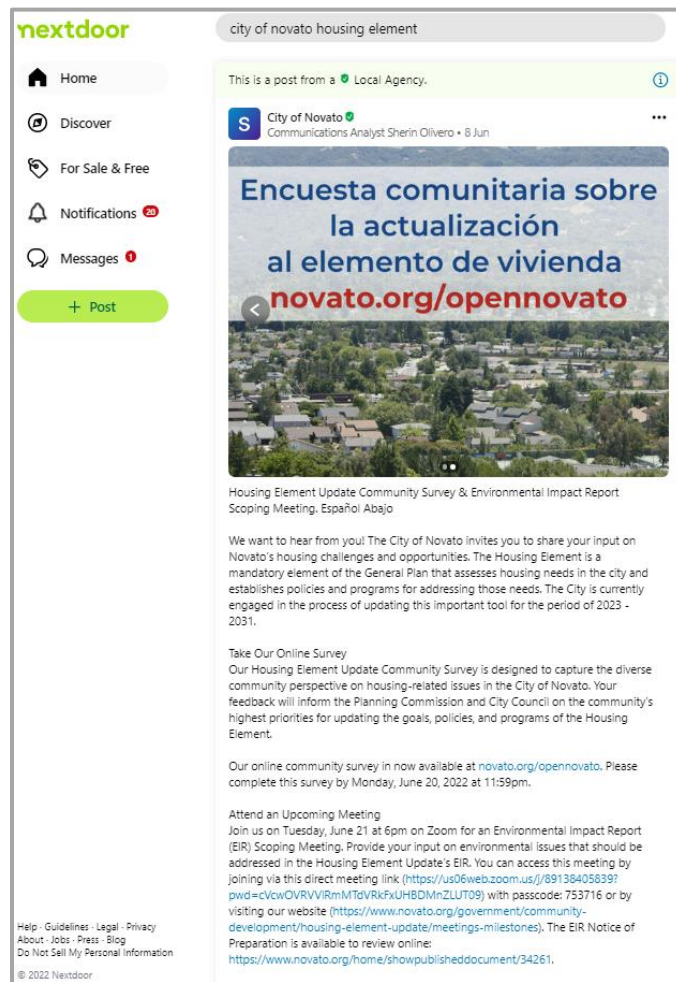 nextdoor
city of novato housing element
Home
Discover
For Sale & Free
Notifications 20
Messages 1
+ Post
This is a post from a Local Agency.
S
City of Novato
Communications Analyst Sherin Olivero • 8 Jun
Encuesta comunitaria sobre
la actualización
al elemento de vivienda
novato.org/opennovato
Housing Element Update Community Survey & Environmental Impact Report
Scoping Meeting. Español Abajo
We want to hear from you! The City of Novato invites you to share your input on
Novato's housing challenges and opportunities. The Housing Element is a
mandatory element of the General Plan that assesses housing needs in the city and
establishes policies and programs for addressing those needs. The City is currently
engaged in the process of updating this important tool for the period of 2023 -
2031.
Take Our Online Survey
Our Housing Element Update Community Survey is designed to capture the diverse
community perspective on housing-related issues in the City of Novato. Your
feedback will inform the Planning Commission and City Council on the community's
highest priorities for updating the goals, policies, and programs of the Housing
Element.
Our online community survey in now available at novato.org/opennovato. Please
complete this survey by Monday, June 20, 2022 at 11:59pm.
Attend an Upcoming Meeting
Join us on Tuesday, June 21 at 6pm on Zoom for an Environmental Impact Report
(EIR) Scoping Meeting. Provide your input on environmental issues that should be
addressed in the Housing Element Update's EIR. You can access this meeting by
joining via this direct meeting link (https://us06web.zoom.us/j/89138405839?
pwd=cVcwOVRVVlRmMTdVRkFxUHBDMnZLUT09) with passcode: 753716 or by
visiting our website (https://www.novato.org/government/community-
development/housing-element-update/meetings-milestones). The EIR Notice of
Preparation is available to review online:
https://www.novato.org/home/showpublisheddocument/34261.
Help · Guidelines · Legal · Privacy
About · Jobs · Press · Blog
Do Not Sell My Personal Information
© 2022 Nextdoor